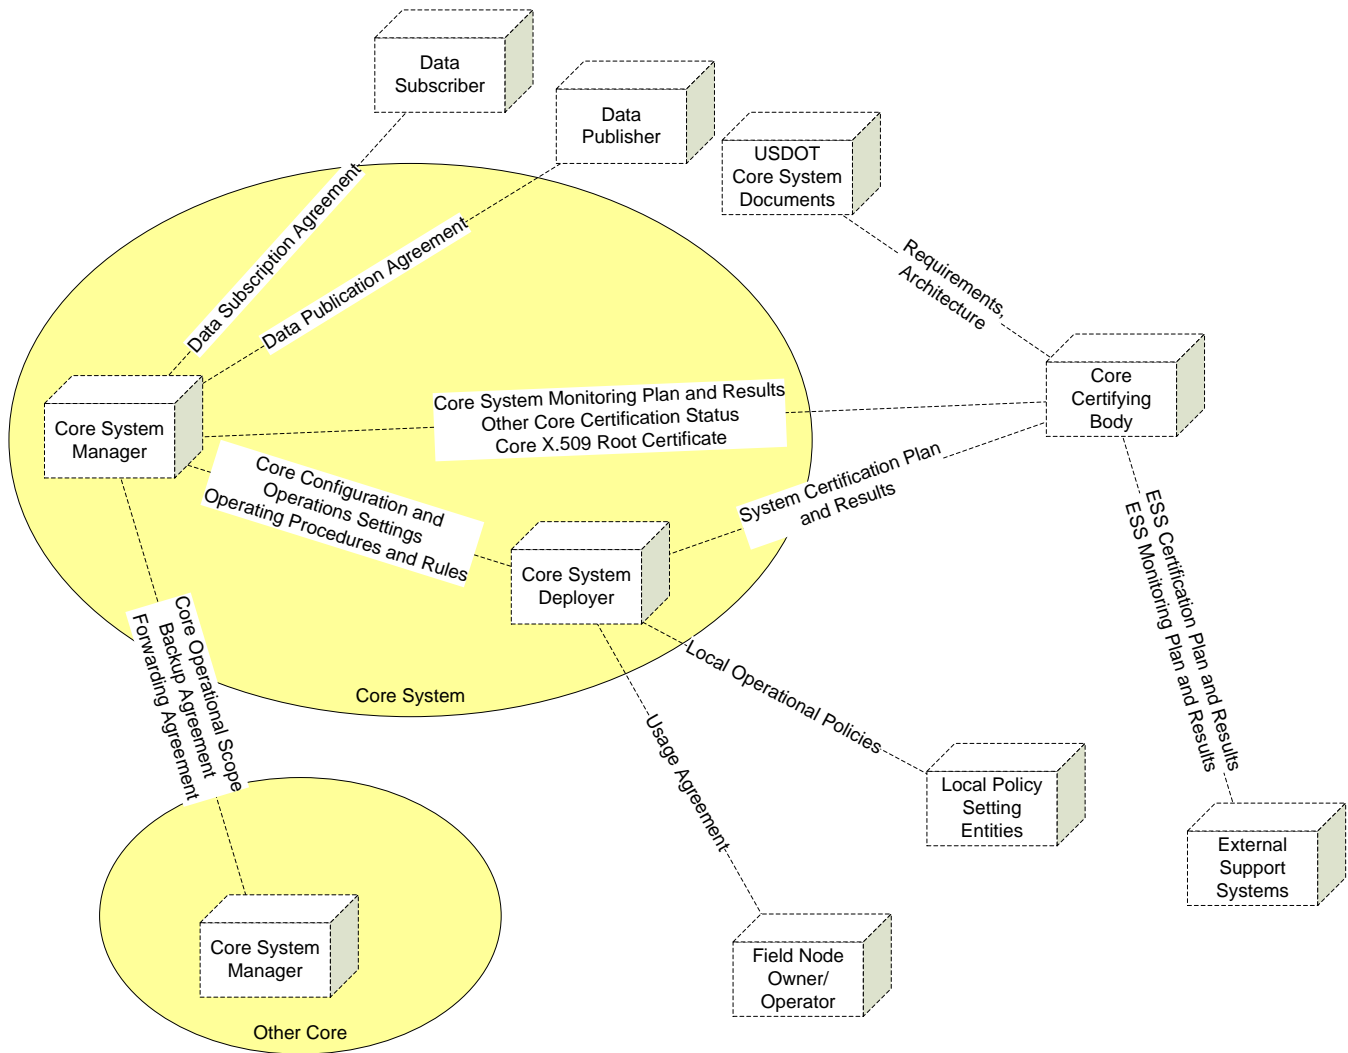 Data
Subscriber
Data
Publisher
USDOT
Core System
Documents
Data Subscription Agreement
Data Publication Agreement
Requirements,
Architecture
Core
Certifying
Body
Core System
Manager
Core System Monitoring Plan and Results
Other Core Certification Status
Core X.509 Root Certificate
Core Configuration and
Operations Settings
Operating Procedures and Rules
System Certification Plan
and Results
Core System
Deployer
ESS Certification Plan and Results
ESS Monitoring Plan and Results
Core Operational Scope
Backup Agreement
Forwarding Agreement
Core System
Local Operational Policies
Usage Agreement
Local Policy
Setting
Entities
External
Support
Systems
Core System
Manager
Field Node
Owner/
Operator
Other Core